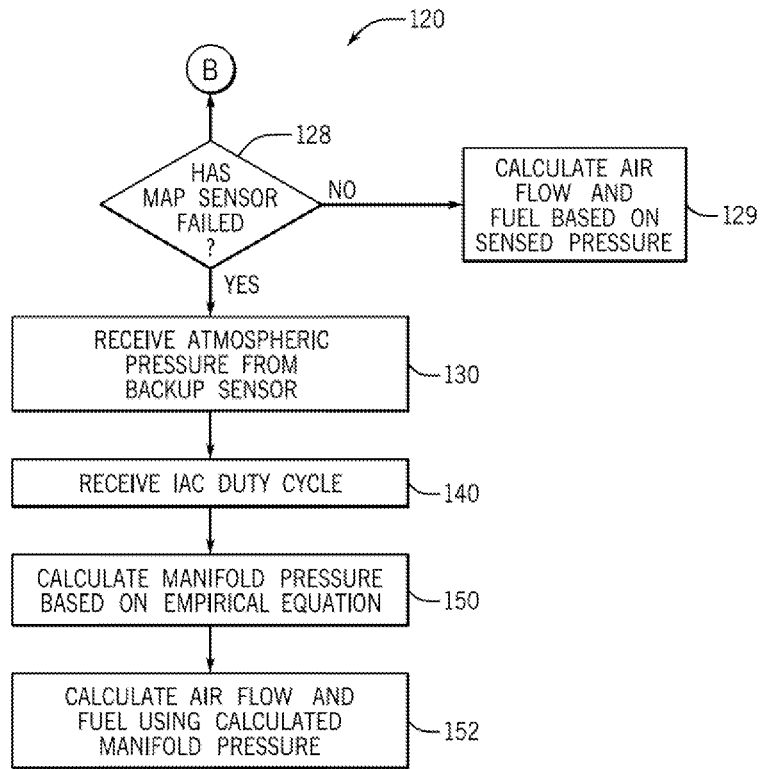 120
B
128
HAS
MAP SENSOR
FAILED
?
NO
CALCULATE AIR
FLOW AND
FUEL BASED ON
SENSED PRESSURE
129
YES
RECEIVE ATMOSPHERIC
PRESSURE FROM
BACKUP SENSOR
130
RECEIVE IAC DUTY CYCLE
140
CALCULATE MANIFOLD PRESSURE
BASED ON EMPIRICAL EQUATION
150
CALCULATE AIR FLOW AND
FUEL USING CALCULATED
MANIFOLD PRESSURE
152